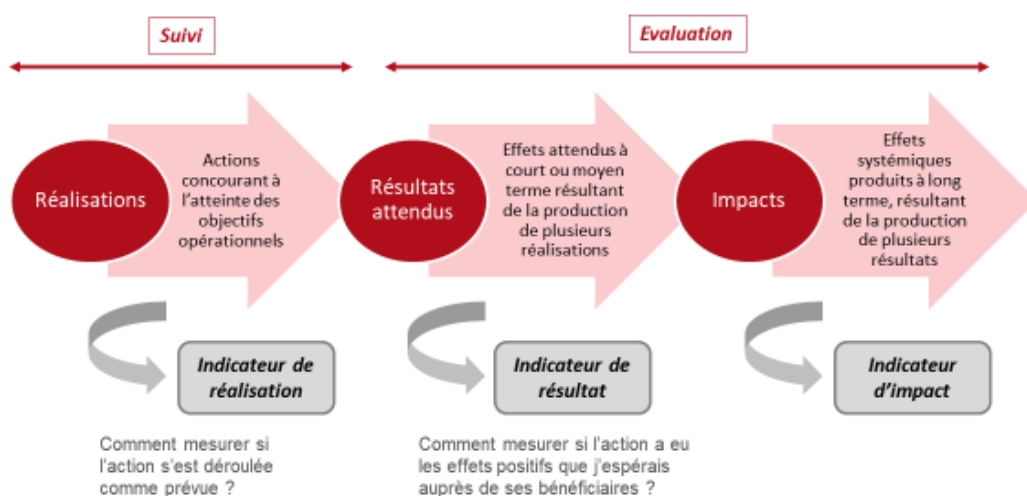 Suivi
Evaluation
Réalisations
Actions
concourant à
l'atteinte des
objectifs
opérationnels
Résultats
attendus
Effets attendus à
court ou moyen
terme résultant
de la production
de plusieurs
réalisations
Impacts
Effets
systémiques
produits à long
terme, résultant
de la production
de plusieurs
résultats
Indicateur de
réalisation
Indicateur de
résultat
Indicateur
d'impact
Comment mesurer si
l'action s'est déroulée
comme prévue ?
Comment mesurer si l'action a eu
les effets positifs que j'espérais
auprès de ses bénéficiaires ?